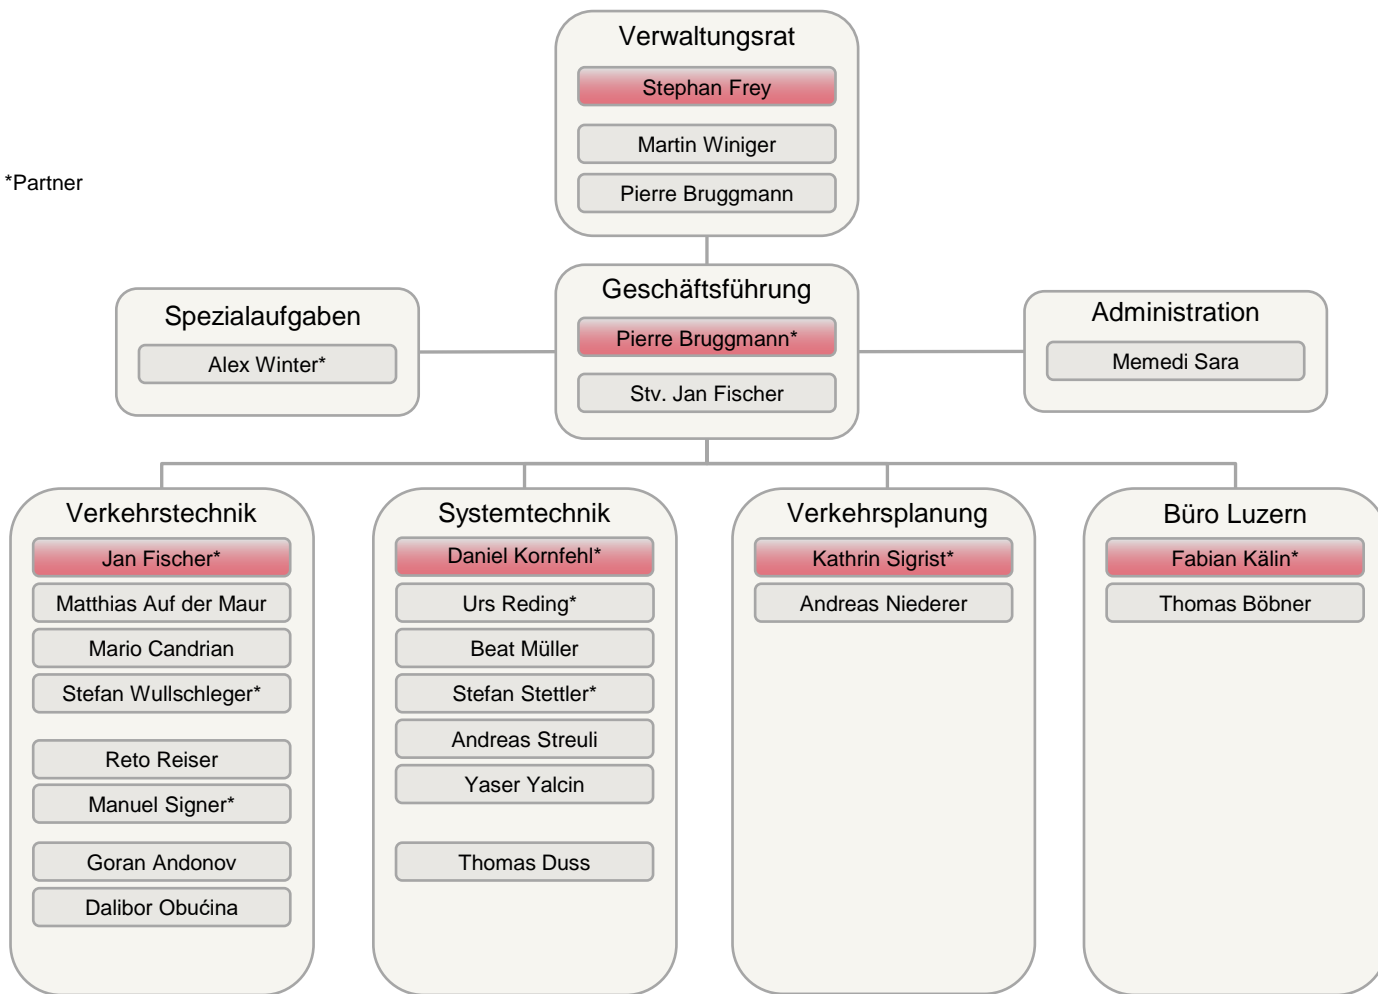 Verwaltungsrat
Stephan Frey
Martin Winiger
Pierre Bruggmann
*Partner
Geschäftsführung
Pierre Bruggmann*
Stv. Jan Fischer
Spezialaufgaben
Alex Winter*
Administration
Memedi Sara
Verkehrstechnik
Jan Fischer*
Matthias Auf der Maur
Mario Candrian
Stefan Wullschleger*
Reto Reiser
Manuel Signer*
Goran Andonov
Dalibor Obućina
Systemtechnik
Daniel Kornfehl*
Urs Reding*
Beat Müller
Stefan Stettler*
Andreas Streuli
Yaser Yalcin
Thomas Duss
Verkehrsplanung
Kathrin Sigrist*
Andreas Niederer
Büro Luzern
Fabian Kälin*
Thomas Böbner